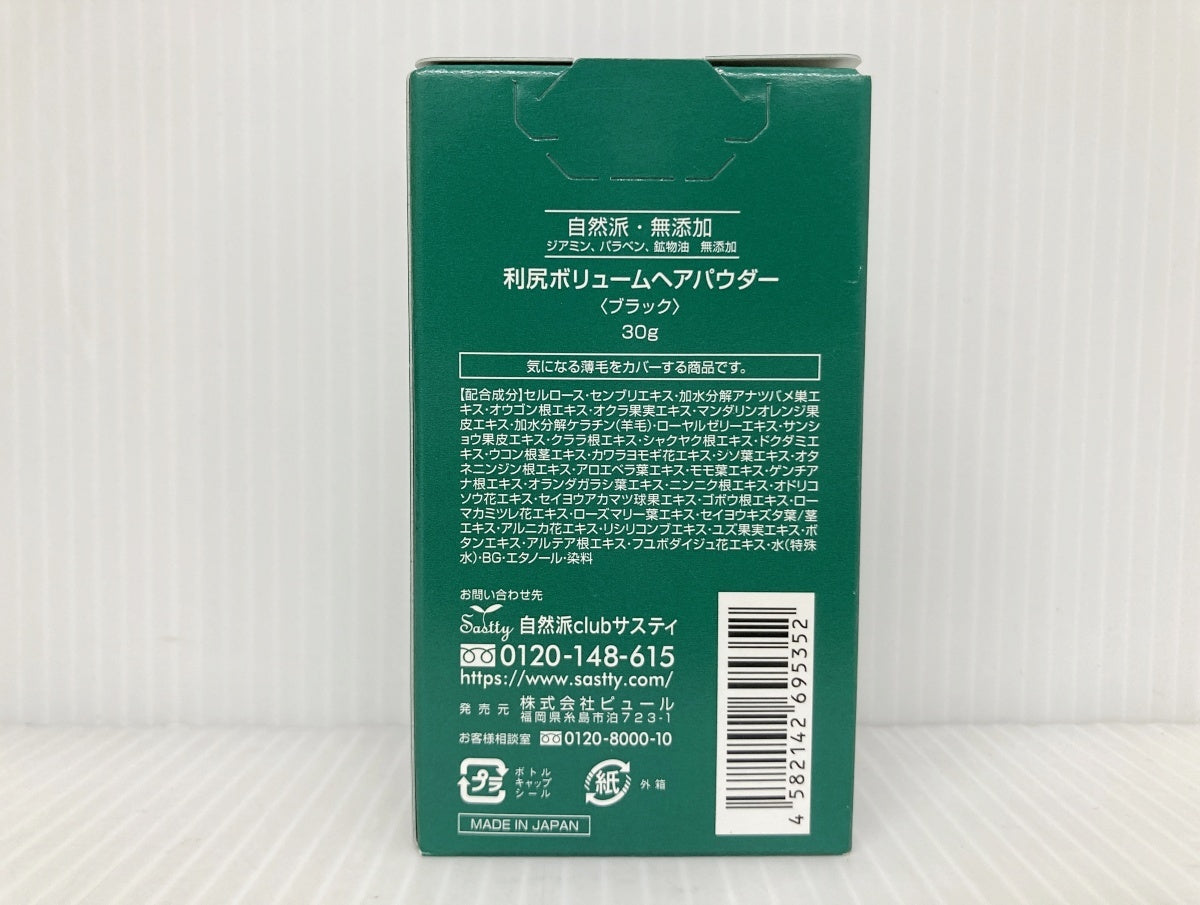 自然派・無添加
ジアミン、パラベン、鉱物油 無添加
利尻ボリュームヘアパウダー
〈ブラック〉
30g
気になる薄毛をカバーする商品です。
【配合成分】セルロース・センブリエキス・加水分解アナツバメ巣エ
キス・オウゴン根エキス・オクラ果実エキス・マンダリンオレンジ果
皮エキス・加水分解ケラチン(羊毛)・ローヤルゼリーエキス・サンシ
ョウ果皮エキス・クララ根エキス・シャクヤク根エキス・ドクダミエ
キス・ウコン根茎エキス・カワラヨモギ花エキス・シソ葉エキス・オタ
ネニンジン根エキス・アロエベラ葉エキス・モモ葉エキス・ゲンチア
ナ根エキス・オランダガラシ葉エキス・ニンニク根エキス・オドリコ
ソウ花エキス・セイヨウアカマツ球果エキス・ゴボウ根エキス・ロー
マカミツレ花エキス・ローズマリー葉エキス・セイヨウキズタ葉/茎
エキス・アルニカ花エキス・リシリコンブエキス・ユズ果実エキス・ボ
タンエキス・アルテア根エキス・フユボダイジュ花エキス・水(特殊
水)・BG・エタノール・染料
お問い合わせ先
Sastty 自然派clubサスティ
0120-148-615
https://www.sastty.com/
発売元 株式会社ピュール
福岡県糸島市泊723-1
お客様相談室 0120-8000-10
プラ ボトル
キャップ
シール
紙 外箱
MADE IN JAPAN
4 582142 695352